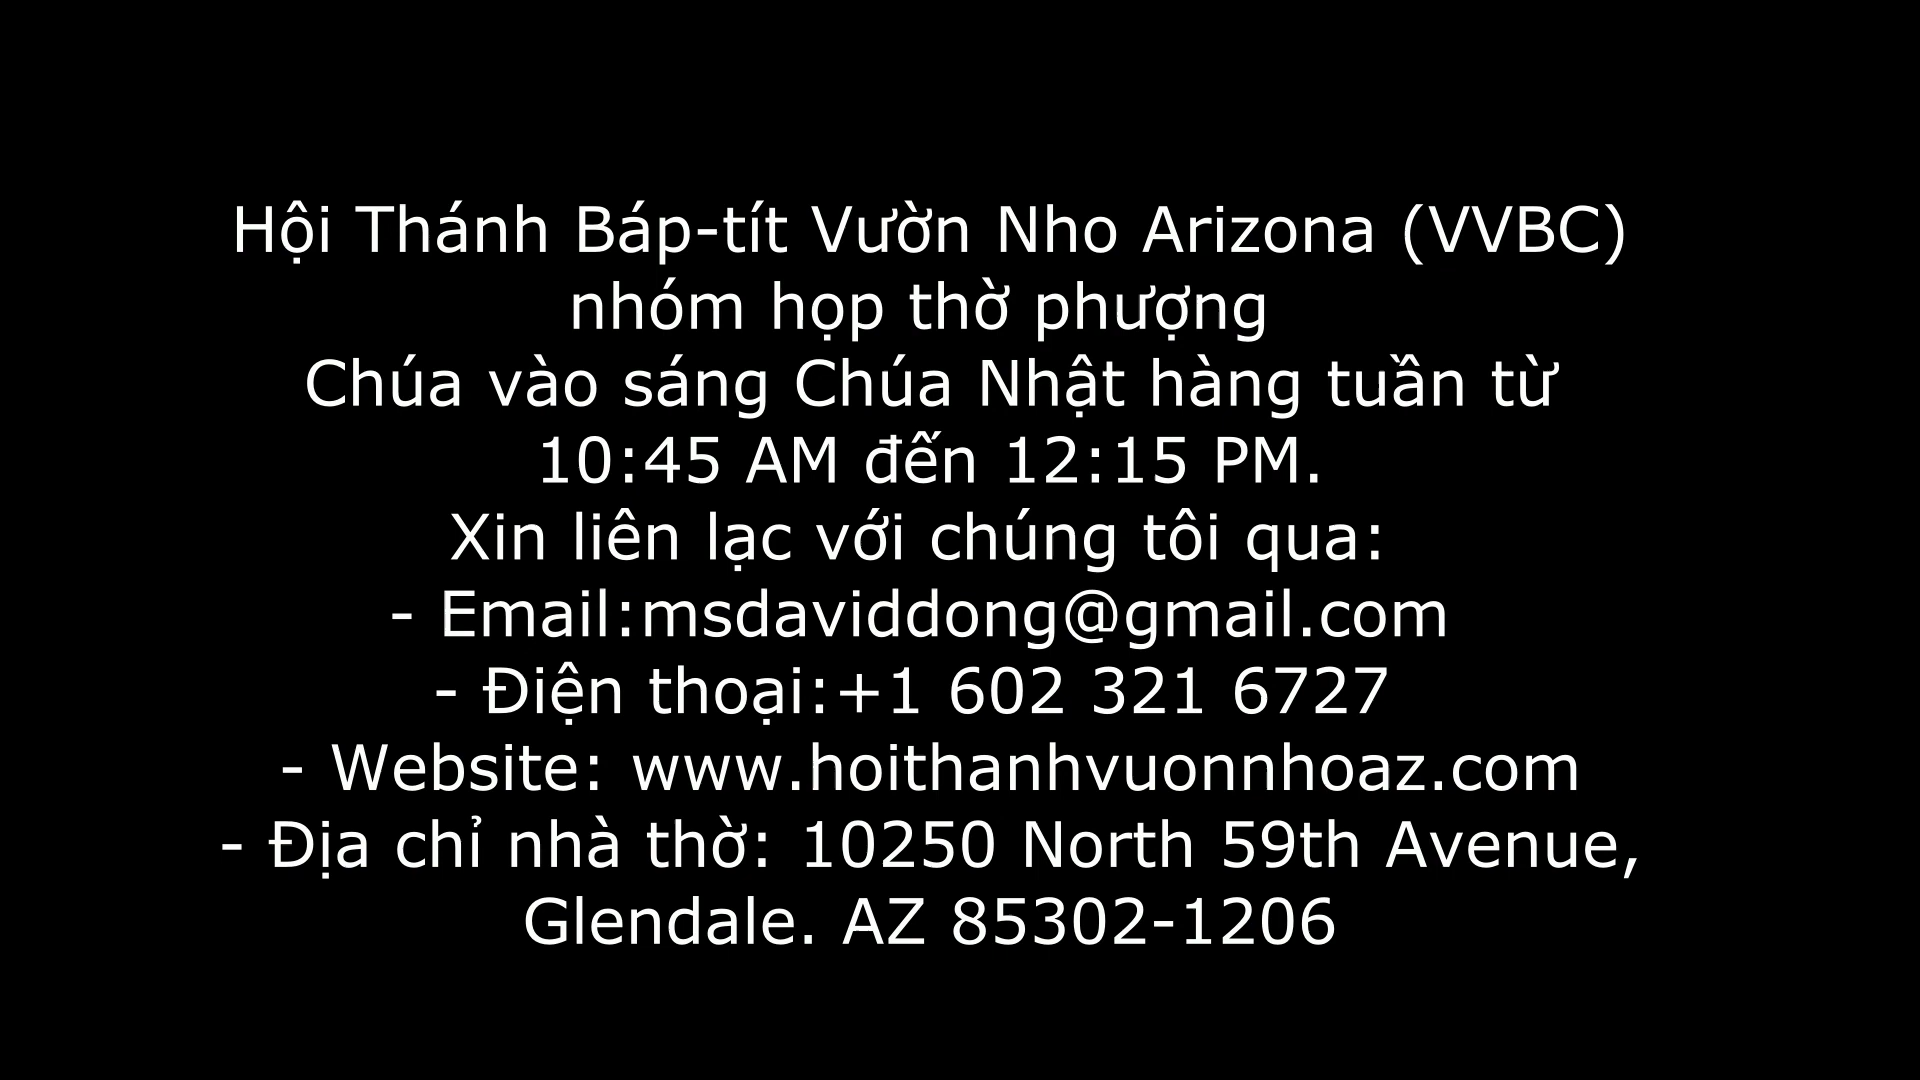 Hội Thánh Báp-tít Vườn Nho Arizona (VVBC)
nhóm họp thờ phượng
Chúa vào sáng Chúa Nhật hàng tuần từ
10:45 AM đến 12:15 PM.
Xin liên lạc với chúng tôi qua:
- Email:msdaviddong@gmail.com
- Điện thoại:+1 602 321 6727
- Website: www.hoithanhvuonnhoaz.com
- Địa chỉ nhà thờ: 10250 North 59th Avenue,
Glendale. AZ 85302-1206